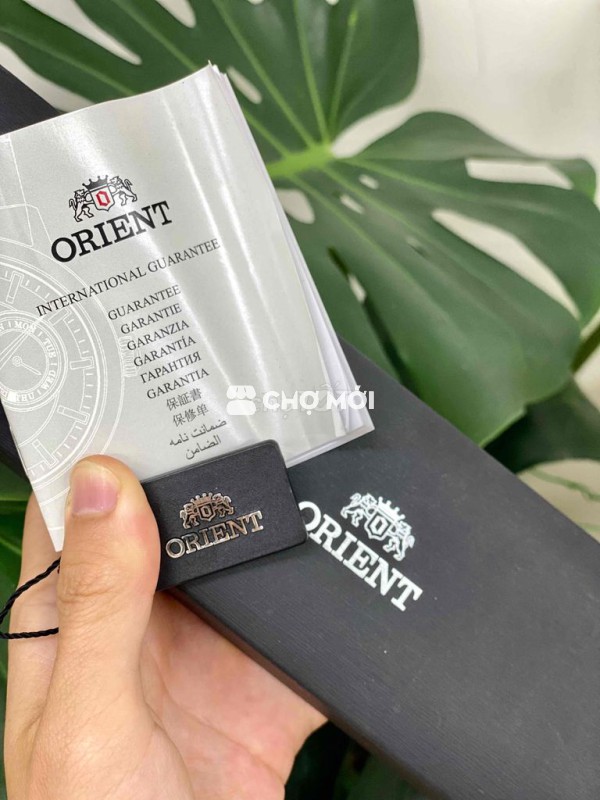 ORIENT
INTERNATIONAL GUARANTEE
GUARANTEE
GARANTIE
GARANZIA
GARANTÍA
ГАРАНТИЯ
GARANTIA
保証書
保修单
ضمانت نامه
الضامن
CHỢ MỚI
ORIENT
ORIENT